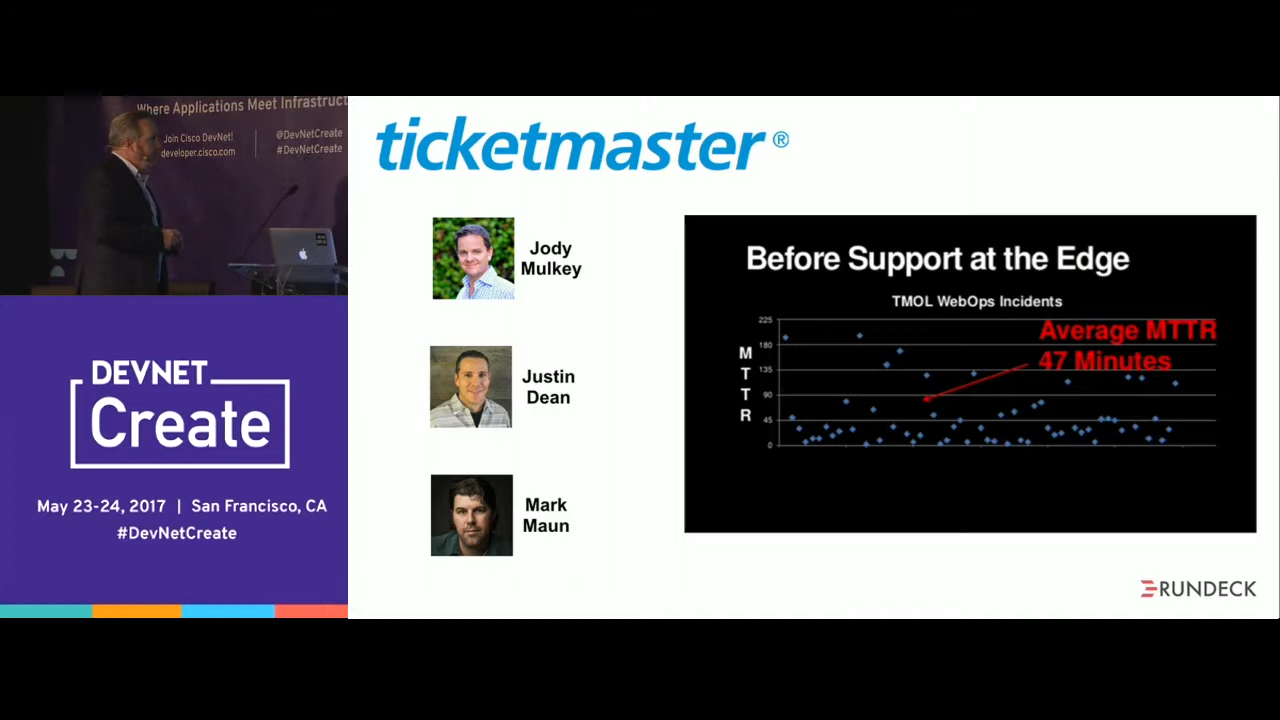 Where Applications Meet Infrastruct
Join Cisco DevNet!
developer.cisco.com
@DevNetCreate
#DevNetCreate
DEVNET
Create
May 23-24, 2017 | San Francisco, CA
#DevNetCreate
ticketmaster®
Jody
Mulkey
Justin
Dean
Mark
Maun
Before Support at the Edge
TMOL WebOps Incidents
Average MTTR
47 Minutes
M
T
T
R
225
180
135
90
45
0
RUNDECK